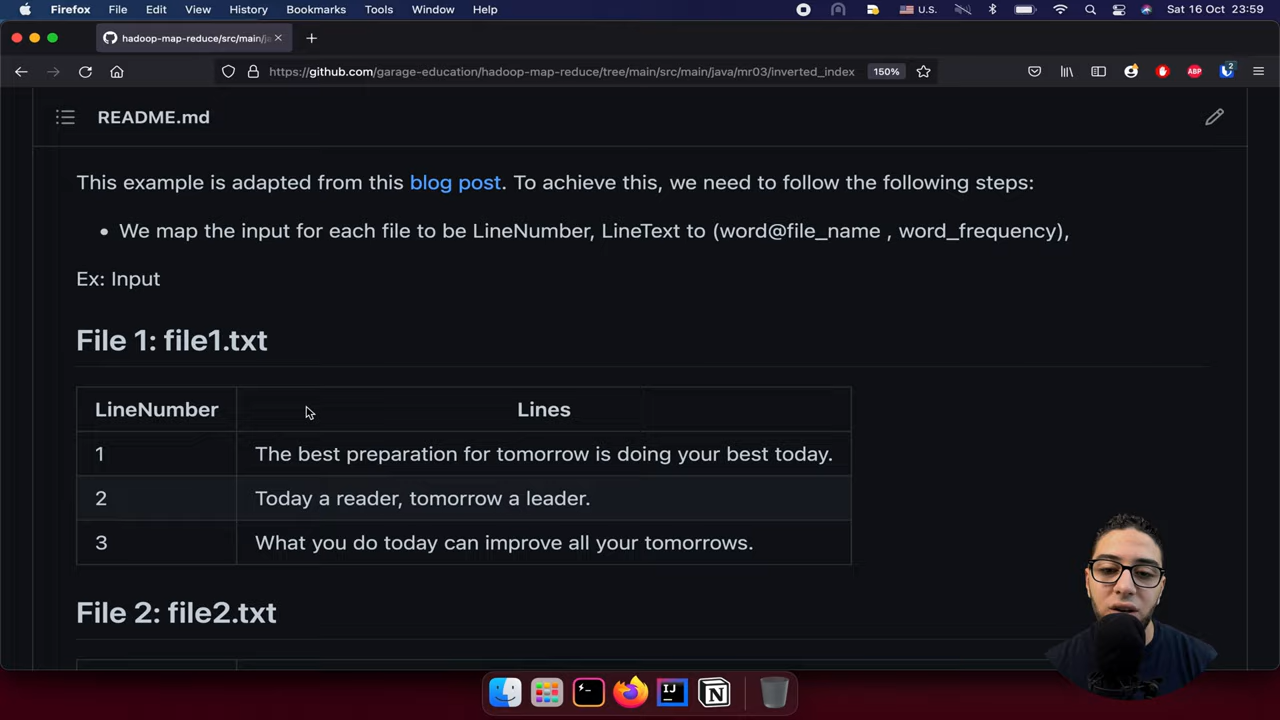 Firefox File Edit View History Bookmarks Tools Window Help U.S. Sat 16 Oct 23:59
hadoop-map-reduce/src/main/j
https://github.com/garage-education/hadoop-map-reduce/tree/main/src/main/java/mr03/inverted_index 150% ABP 2
README.md
This example is adapted from this blog post. To achieve this, we need to follow the following steps:
• We map the input for each file to be LineNumber, LineText to (word@file_name , word_frequency),
Ex: Input
File 1: file1.txt
LineNumber Lines
1 The best preparation for tomorrow is doing your best today.
2 Today a reader, tomorrow a leader.
3 What you do today can improve all your tomorrows.
File 2: file2.txt
IJ N